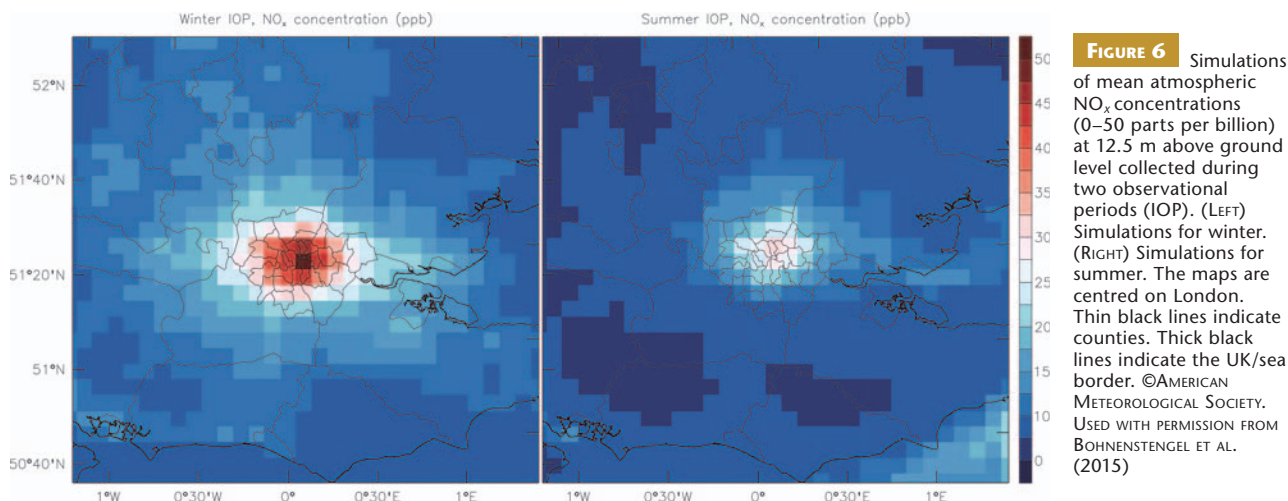 Winter IOP, NOx concentration (ppb)
Summer IOP, NOx concentration (ppb)
52°N
51°40'N
51°20'N
51°N
50°40'N
1°W
0°30'W
0°
0°30'E
1°E
1°W
0°30'W
0°
0°30'E
1°E
50
45
40
35
30
25
20
15
10
5
0
FIGURE 6 Simulations
of mean atmospheric
NOx concentrations
(0–50 parts per billion)
at 12.5 m above ground
level collected during
two observational
periods (IOP). (LEFT)
Simulations for winter.
(RIGHT) Simulations for
summer. The maps are
centred on London.
Thin black lines indicate
counties. Thick black
lines indicate the UK/sea
border. ©AMERICAN
METEOROLOGICAL SOCIETY.
USED WITH PERMISSION FROM
BOHNENSTENGEL ET AL.
(2015)